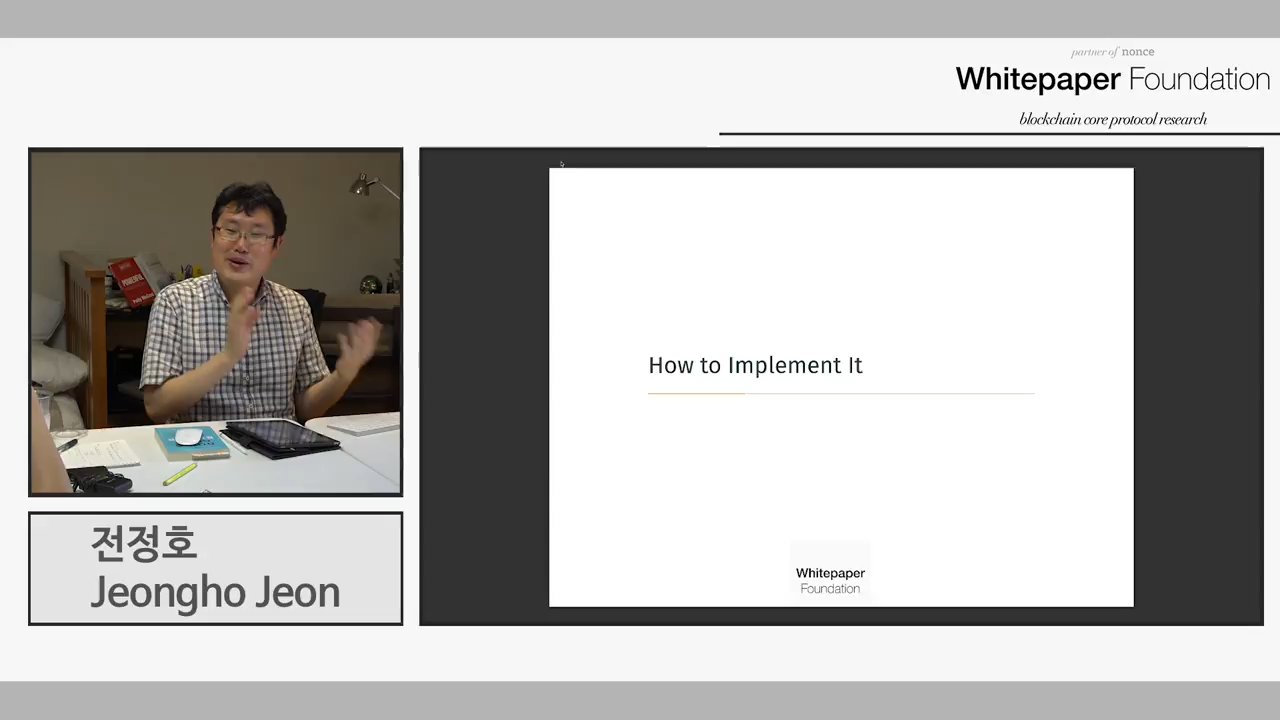 partner of nonce
Whitepaper Foundation
blockchain core protocol research
How to Implement It
Whitepaper
Foundation
전정호
Jeongho Jeon